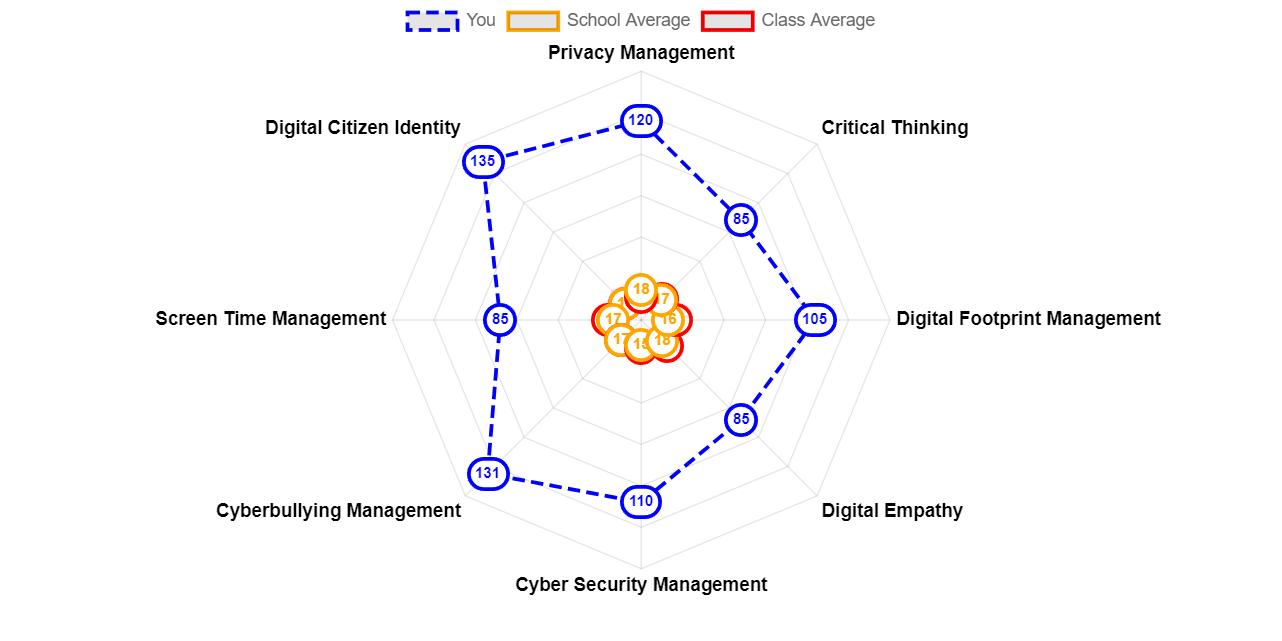 You School Average Class Average
Privacy Management
120
Digital Citizen Identity Critical Thinking
135
85
18
17
Screen Time Management 85 17 16 105 Digital Footprint Management
17 18
85
131 110
Cyberbullying Management Digital Empathy
Cyber Security Management